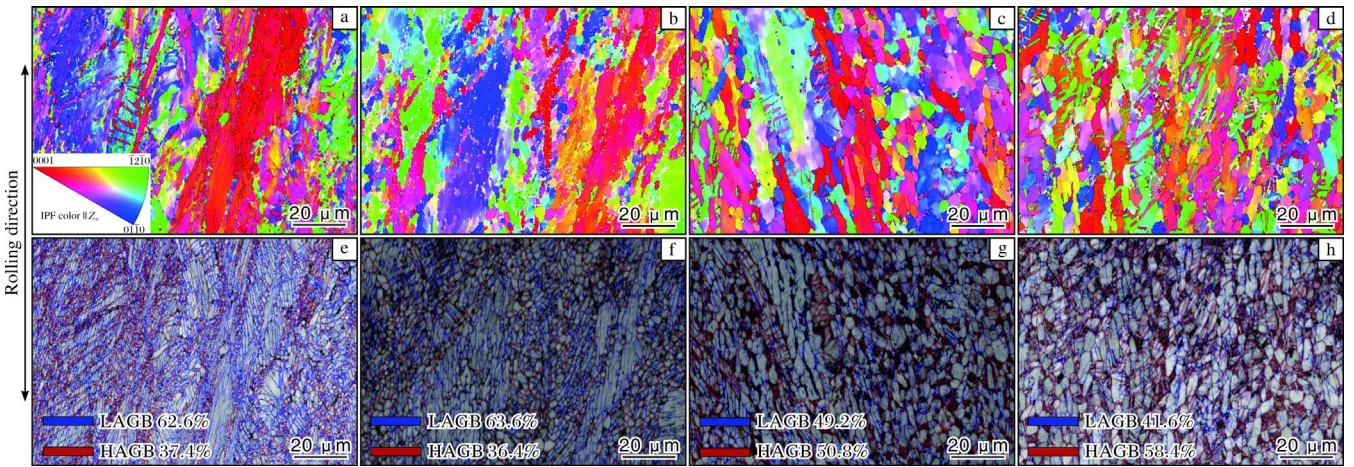 Rolling direction
a
b
c
d
0001
1̄21̄0
IPF color ∥ Z₀
011̄0
20 μm
20 μm
20 μm
20 μm
e
f
g
h
LAGB 62.6%
HAGB 37.4%
20 μm
LAGB 63.6%
HAGB 36.4%
20 μm
LAGB 49.2%
HAGB 50.8%
20 μm
LAGB 41.6%
HAGB 58.4%
20 μm